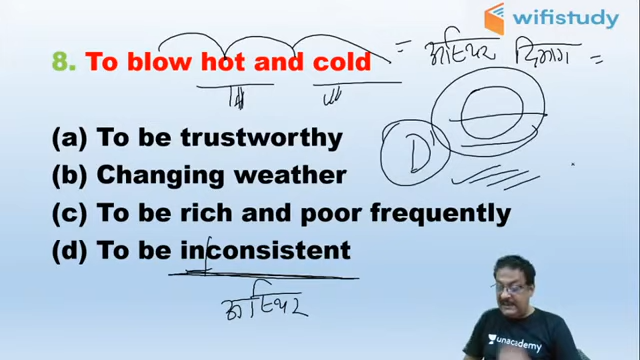 wifistudy
8. To blow hot and cold = अस्थिर दिमाग =
D
(a) To be trustworthy
(b) Changing weather
(c) To be rich and poor frequently
(d) To be inconsistent
अस्थिर
unacademy